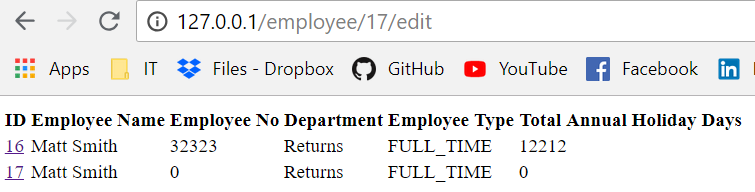 127.0.0.1/employee/17/edit
Apps IT Files - Dropbox GitHub YouTube Facebook in
ID Employee Name Employee No Department Employee Type Total Annual Holiday Days
16 Matt Smith 32323 Returns FULL_TIME 12212
17 Matt Smith 0 Returns FULL_TIME 0